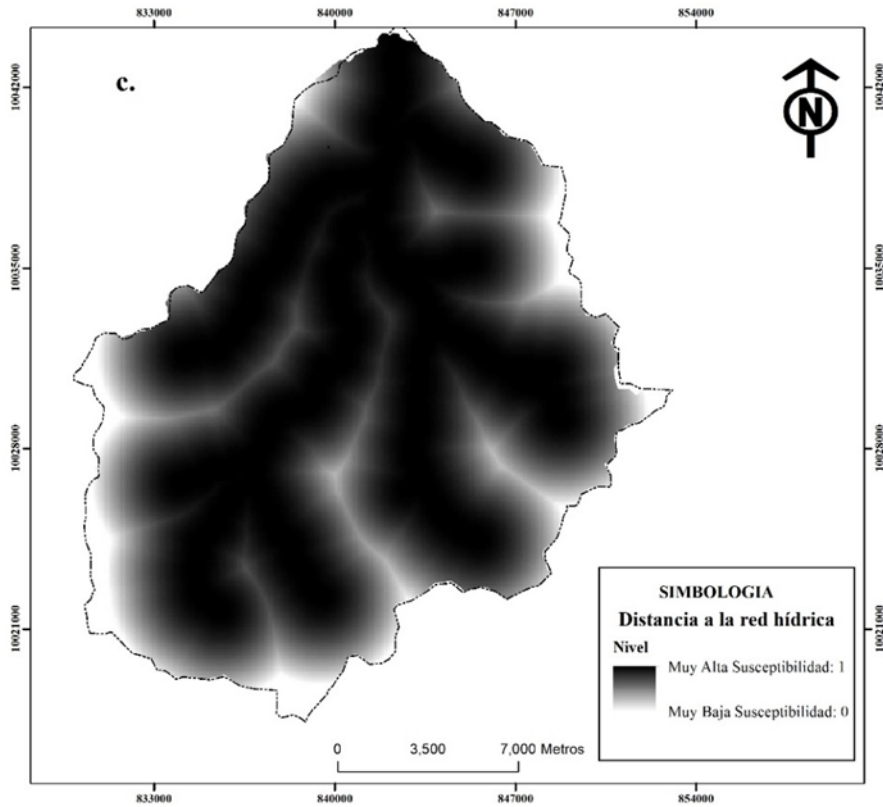 833000 840000 847000 854000
c.
N
10042000 10042000
10035000 10035000
10028000 10028000
10021000 10021000
SIMBOLOGIA
Distancia a la red hídrica
Nivel
Muy Alta Susceptibilidad: 1
Muy Baja Susceptibilidad: 0
0 3,500 7,000 Metros
833000 840000 847000 854000